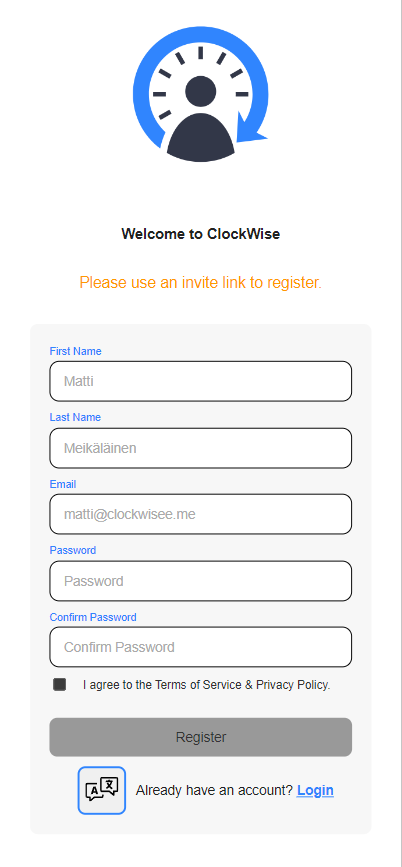 Welcome to ClockWise
Please use an invite link to register.
First Name
Matti
Last Name
Meikäläinen
Email
matti@clockwisee.me
Password
Password
Confirm Password
Confirm Password
I agree to the Terms of Service & Privacy Policy.
Register
A 文
Already have an account? Login